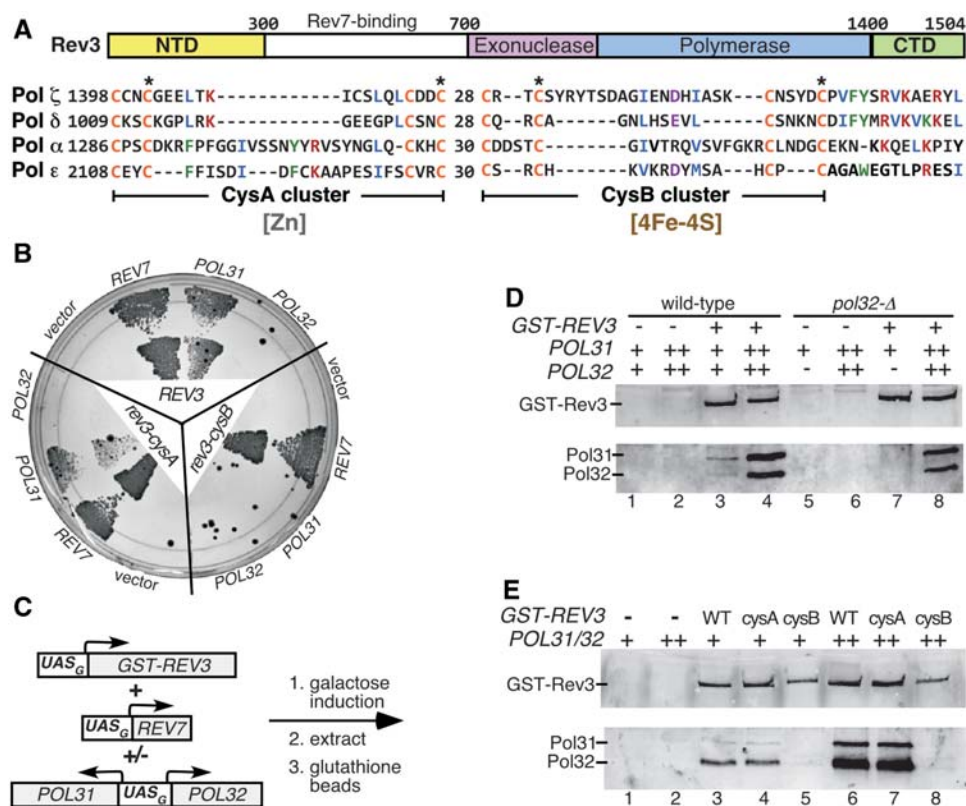 A
300 Rev7-binding 700 1400 1504
Rev3 NTD Exonuclease Polymerase CTD
* * * *
Pol ζ 1398 CCNCGEELTK------------ICSLQLCDDC 28 CR--TCSYRYTSDAGIENDHIASK---CNSYDCPVFYSRVKAERYL
Pol δ 1009 CKSCKGPLRK------------GEEGPLCSNC 28 CQ--RCA------GNLHSEVL------CSNKNCDIFYMRVKVKKEL
Pol α 1286 CPSCDKRFPFGGIVSSNYYRVSYNGLQ-CKHC 30 CDDSTC--------GIVTRQVSVFGKRCLNDGCEKN-KKQELKPIY
Pol ε 2108 CEYC---FFISDI---DFCKAAPESIFSCVRC 30 CS--RCH-------KVKRDYMSA---HC---PCAGAWEGTLPRESI
CysA cluster CysB cluster
[Zn] [4Fe-4S]
B
vector REV7 POL31 POL32
REV3
vector REV7 POL31 POL32
rev3-cysB
POL32 POL31 REV7 vector
rev3-cysA
C
UASG GST-REV3
+
UASG REV7
+/-
POL31 UASG POL32
1. galactose
induction
2. extract
3. glutathione
beads
D
wild-type pol32-Δ
GST-REV3 - - + + - - + +
POL31 + ++ + ++ + ++ + ++
POL32 + ++ + ++ - ++ - ++
GST-Rev3
Pol31
Pol32
1 2 3 4 5 6 7 8
E
GST-REV3 - - WT cysA cysB WT cysA cysB
POL31/32 + ++ + + + ++ ++ ++
GST-Rev3
Pol31
Pol32
1 2 3 4 5 6 7 8